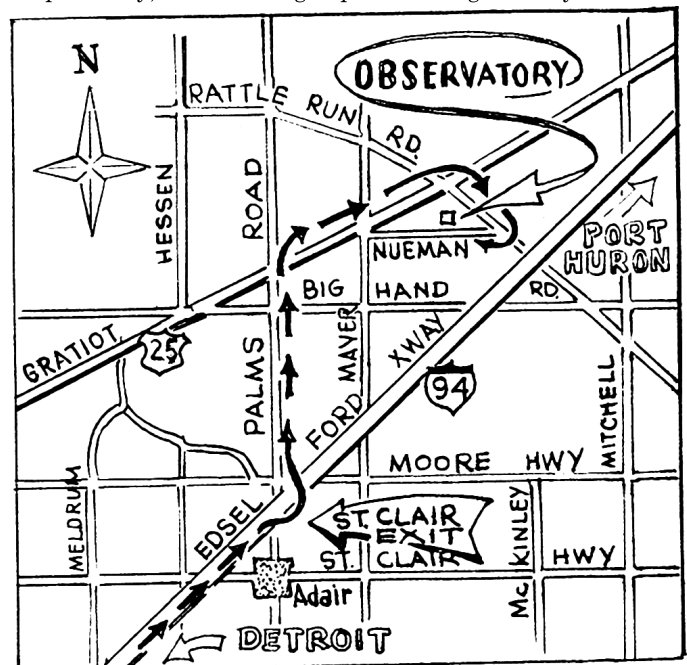 N
OBSERVATORY
RATTLE RUN RD.
HESSEN
ROAD
NUEMAN
PORT
HURON
BIG HAND RD.
GRATIOT
25
PALMS
MAYER
FORD
XWAY
94
MITCHELL
MOORE HWY
MELDRUM
EDSEL
ST. CLAIR
EXIT
ST. CLAIR HWY
Mc KINLEY
Adair
DETROIT